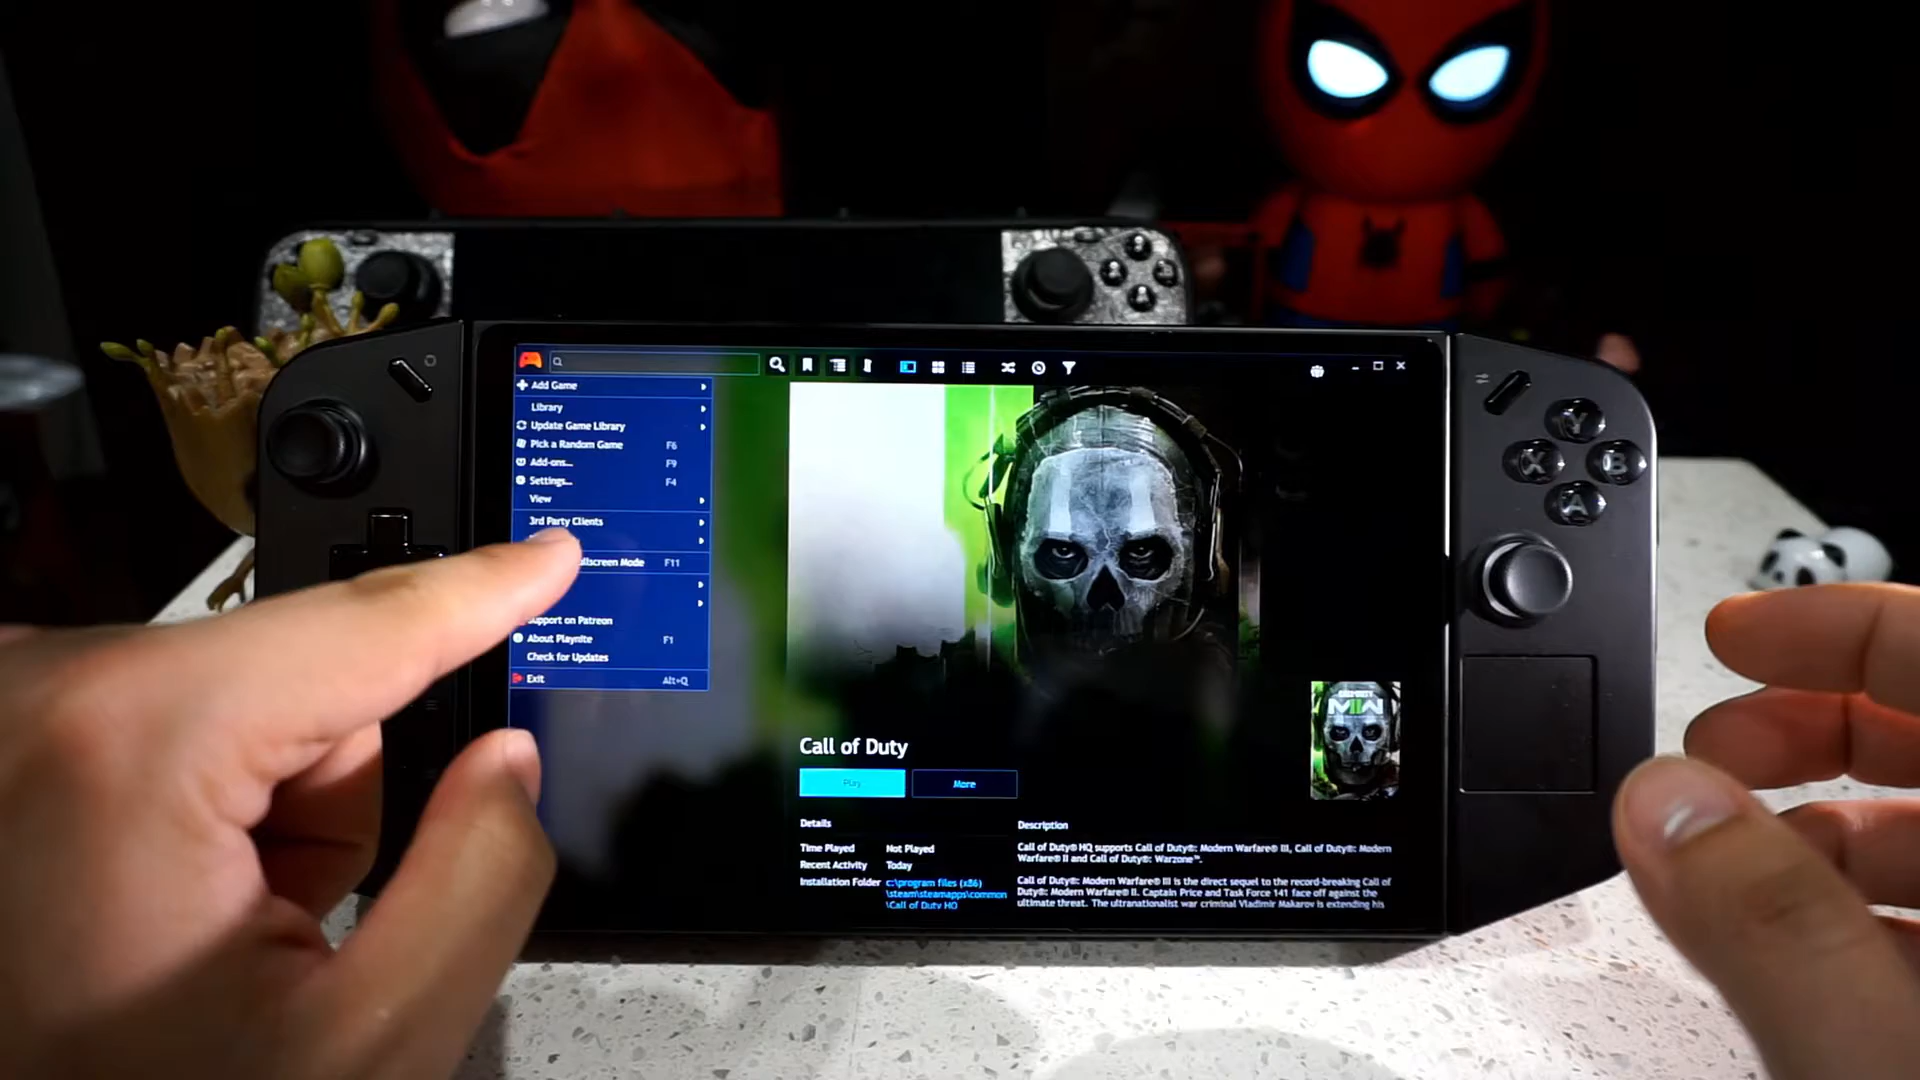 Add Game
Library
Update Game Library
Pick a Random Game F6
Add-ons... F9
Settings... F4
View
3rd Party Clients
Fullscreen Mode F11
Support on Patreon
About Playnite F1
Check for Updates
Exit Alt+Q
Call of Duty
Play More
Details
Time Played Not Played
Recent Activity Today
Installation Folder c:\program files (x86)
\steam\steamapps\common
\Call of Duty HQ
Description
Call of Duty® HQ supports Call of Duty®: Modern Warfare® III, Call of Duty®: Modern
Warfare® II and Call of Duty®: Warzone™.
Call of Duty®: Modern Warfare® III is the direct sequel to the record-breaking Call of
Duty®: Modern Warfare® II. Captain Price and Task Force 141 face off against the
ultimate threat. The ultranationalist war criminal Vladimir Makarov is extending his
MWII
Y
X
B
A